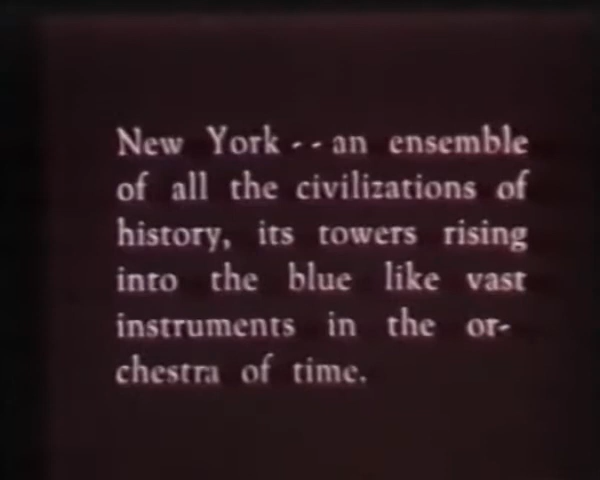 New York - - an ensemble
of all the civilizations of
history, its towers rising
into the blue like vast
instruments in the or-
chestra of time.